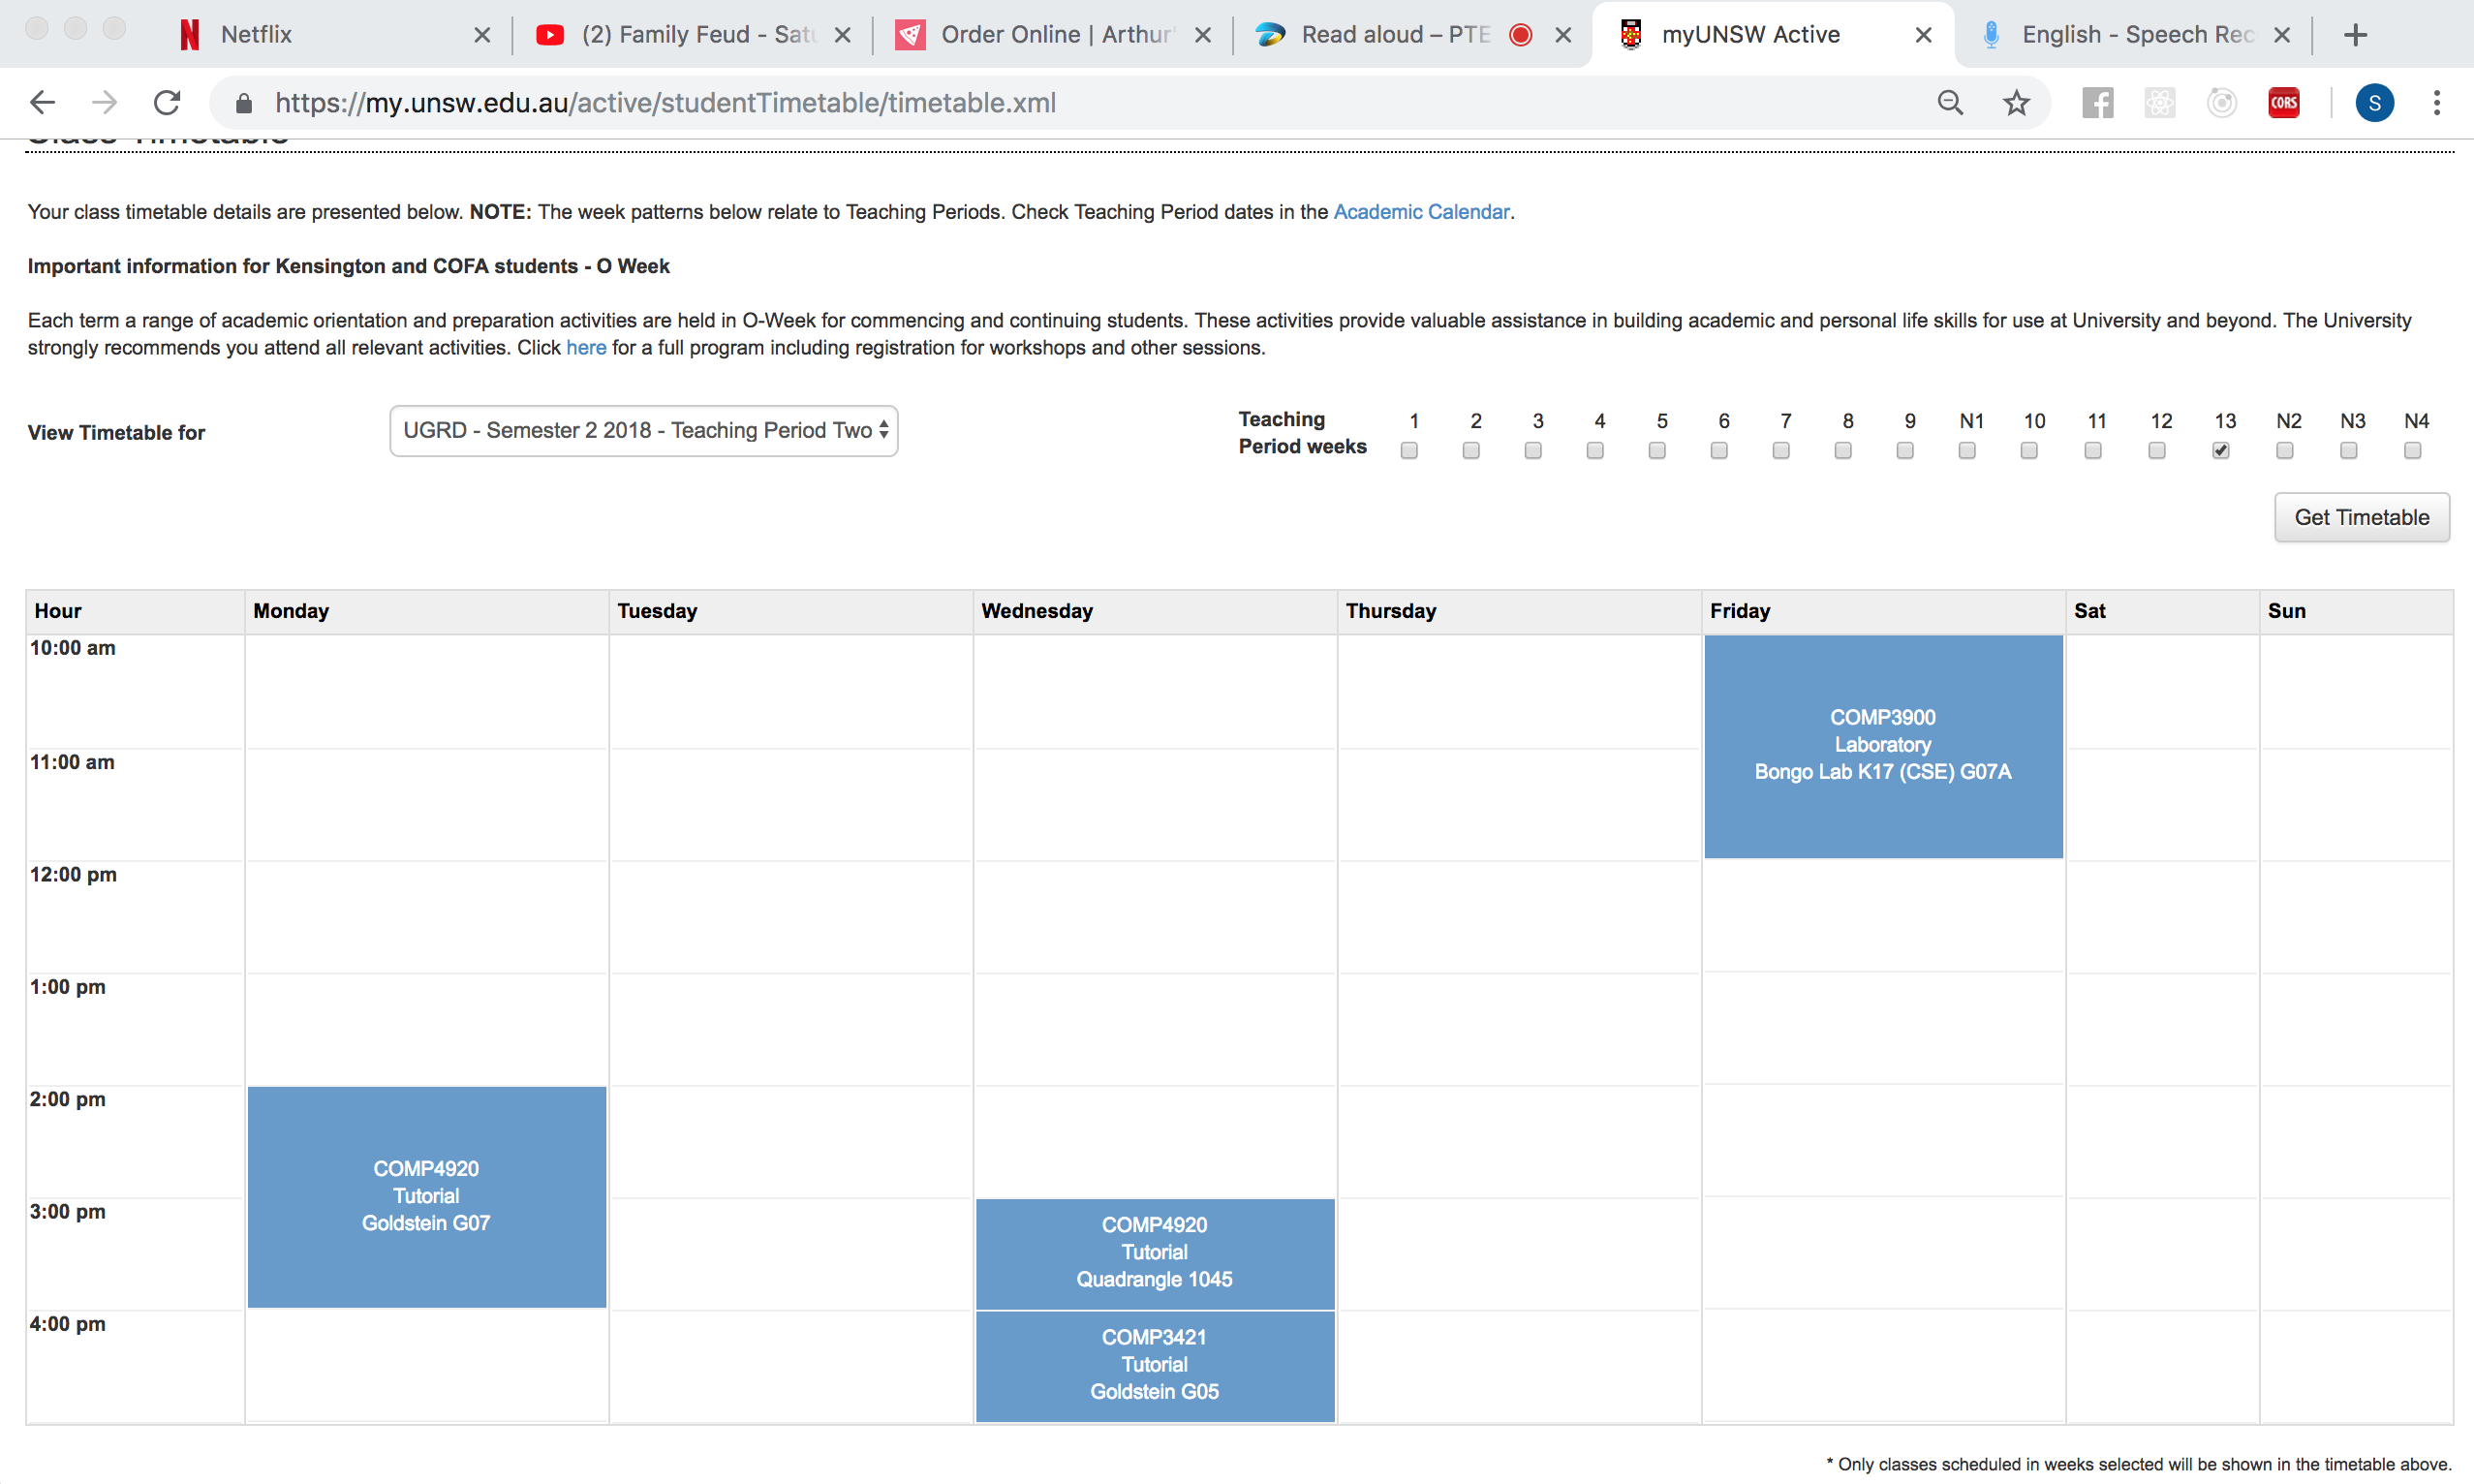 Netflix
(2) Family Feud - Satu
Order Online | Arthur'
Read aloud – PTE
myUNSW Active
English - Speech Rec
https://my.unsw.edu.au/active/studentTimetable/timetable.xml
CORS
S
Class Timetable
Your class timetable details are presented below. NOTE: The week patterns below relate to Teaching Periods. Check Teaching Period dates in the Academic Calendar.
Important information for Kensington and COFA students - O Week
Each term a range of academic orientation and preparation activities are held in O-Week for commencing and continuing students. These activities provide valuable assistance in building academic and personal life skills for use at University and beyond. The University
strongly recommends you attend all relevant activities. Click here for a full program including registration for workshops and other sessions.
View Timetable for
UGRD - Semester 2 2018 - Teaching Period Two
Teaching
Period weeks
1 2 3 4 5 6 7 8 9 N1 10 11 12 13 N2 N3 N4
Get Timetable
Hour Monday Tuesday Wednesday Thursday Friday Sat Sun
10:00 am
COMP3900
Laboratory
Bongo Lab K17 (CSE) G07A
11:00 am
12:00 pm
1:00 pm
2:00 pm
COMP4920
Tutorial
Goldstein G07
3:00 pm
COMP4920
Tutorial
Quadrangle 1045
4:00 pm
COMP3421
Tutorial
Goldstein G05
* Only classes scheduled in weeks selected will be shown in the timetable above.